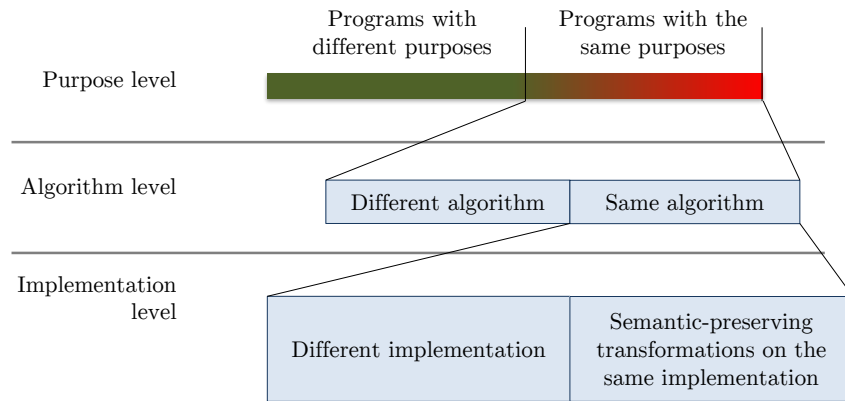 Programs with
different purposes
Programs with the
same purposes
Purpose level
Algorithm level
Different algorithm
Same algorithm
Implementation
level
Different implementation
Semantic-preserving
transformations on the
same implementation